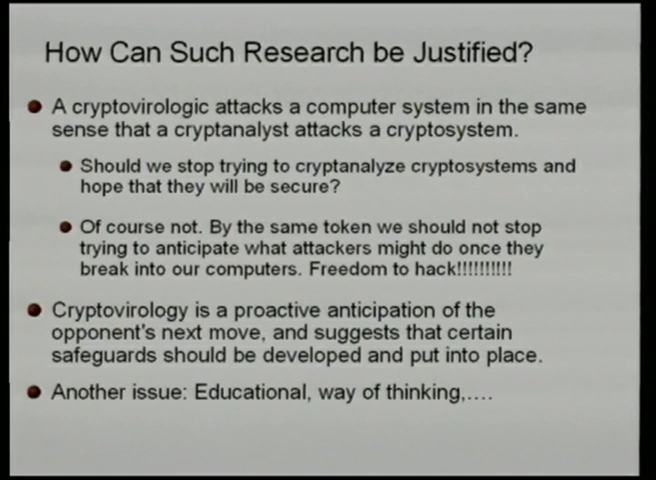 How Can Such Research be Justified?
A cryptovirologic attacks a computer system in the same
sense that a cryptanalyst attacks a cryptosystem.
Should we stop trying to cryptanalyze cryptosystems and
hope that they will be secure?
Of course not. By the same token we should not stop
trying to anticipate what attackers might do once they
break into our computers. Freedom to hack!!!!!!!!!!
Cryptovirology is a proactive anticipation of the
opponent's next move, and suggests that certain
safeguards should be developed and put into place.
Another issue: Educational, way of thinking,....